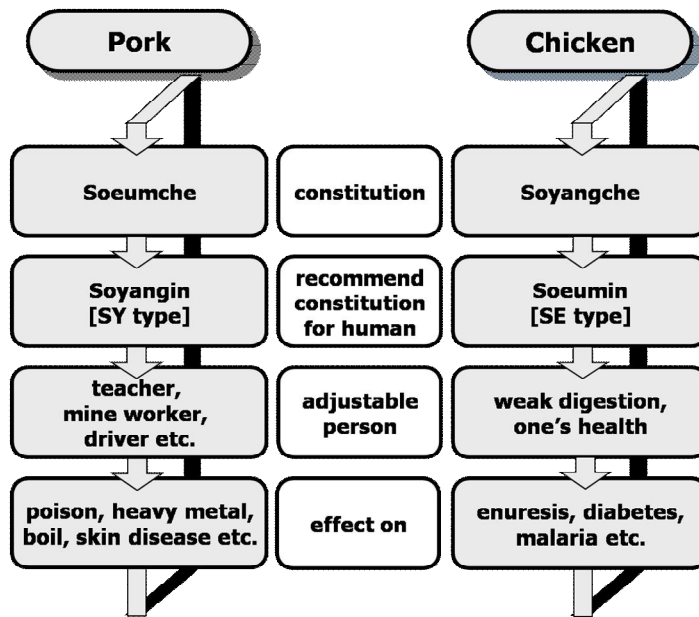 Pork
Chicken
Soeumche
constitution
Soyangche
Soyangin
[SY type]
recommend
constitution
for human
Soeumin
[SE type]
teacher,
mine worker,
driver etc.
adjustable
person
weak digestion,
one's health
poison, heavy metal,
boil, skin disease etc.
effect on
enuresis, diabetes,
malaria etc.